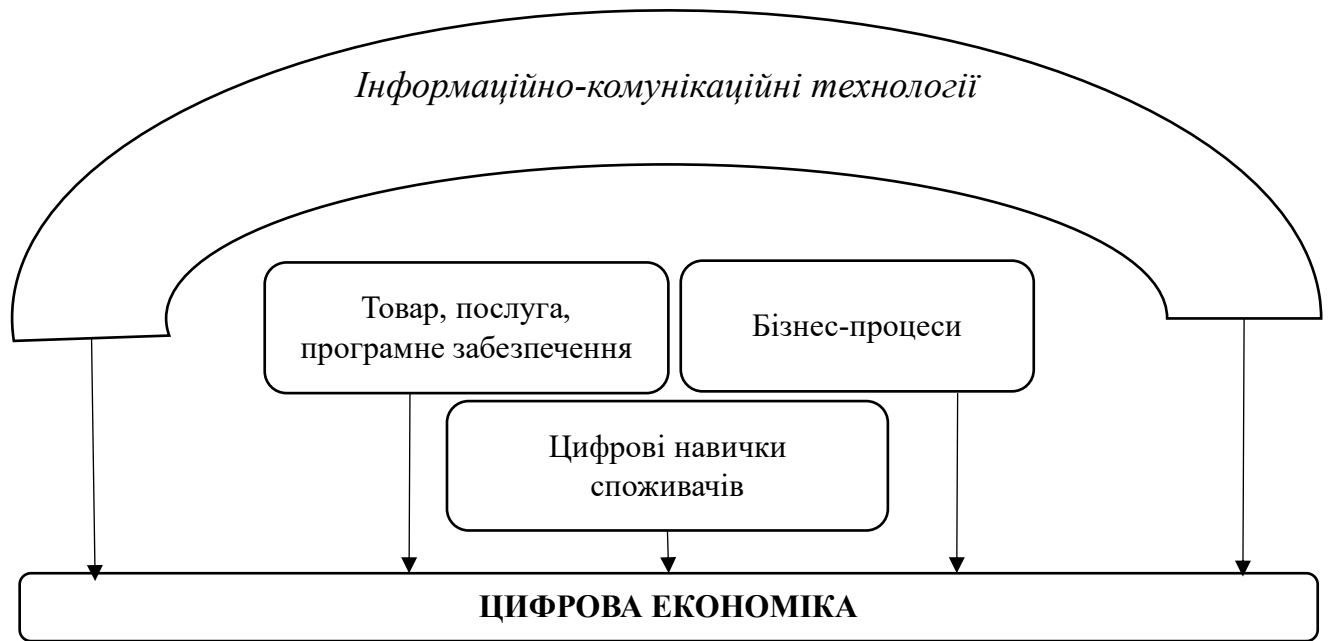 Інформаційно-комунікаційні технології
Товар, послуга,
програмне забезпечення
Бізнес-процеси
Цифрові навички
споживачів
ЦИФРОВА ЕКОНОМІКА